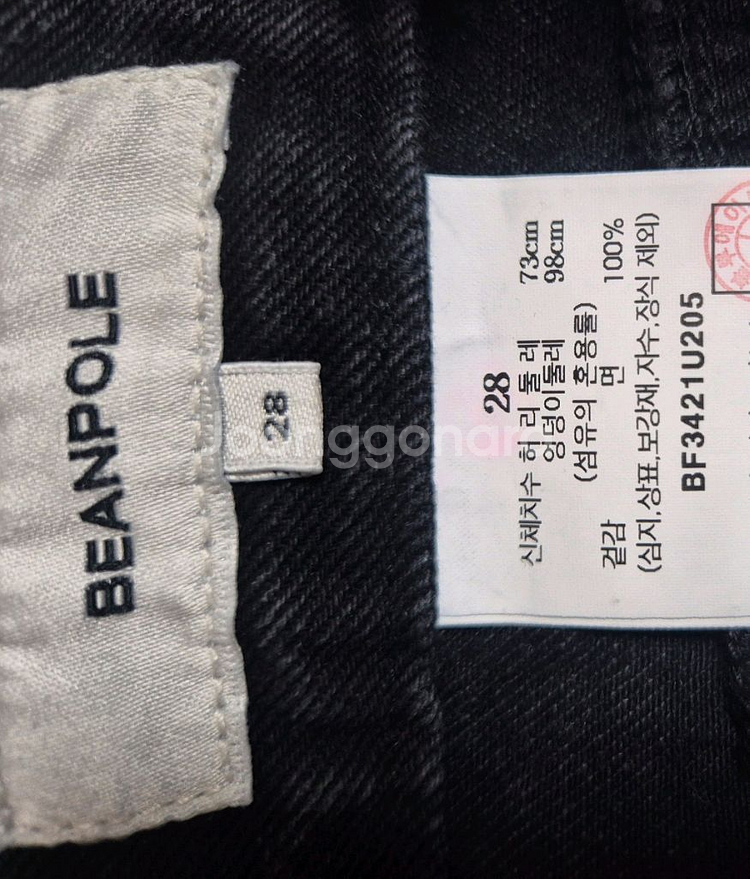 BEANPOLE
28
28
신체치수 허 리 둘 레 73cm
엉덩이둘레 98cm
(섬유의 혼용률)
겉감 면 100%
(심지,상표,보강재,자수,장식 제외)
BF3421U205
joonggonara